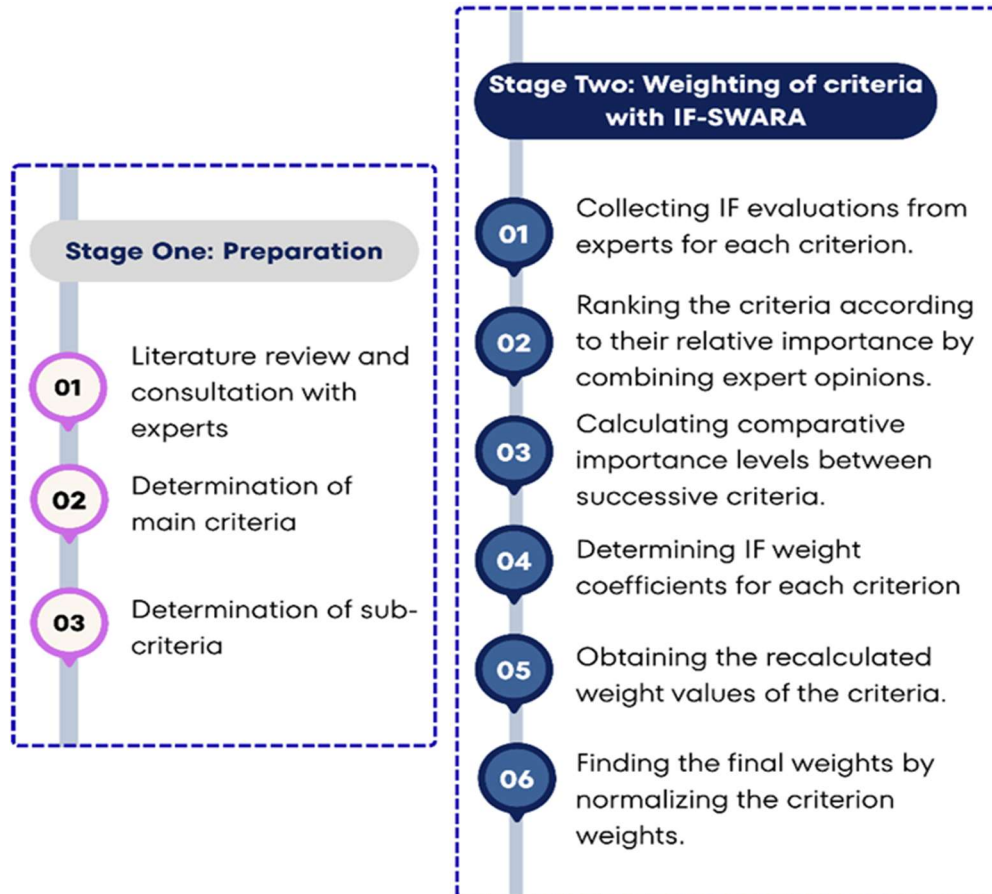 Stage One: Preparation
01
Literature review and
consultation with
experts
02
Determination of
main criteria
03
Determination of sub-
criteria
Stage Two: Weighting of criteria
with IF-SWARA
01
Collecting IF evaluations from
experts for each criterion.
02
Ranking the criteria according
to their relative importance by
combining expert opinions.
03
Calculating comparative
importance levels between
successive criteria.
04
Determining IF weight
coefficients for each criterion
05
Obtaining the recalculated
weight values of the criteria.
06
Finding the final weights by
normalizing the criterion
weights.